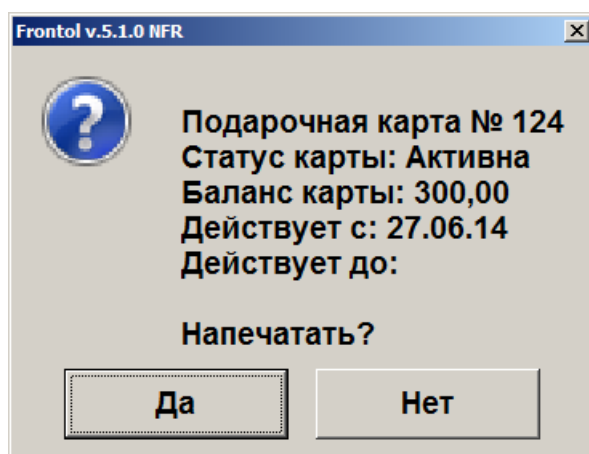 Frontol v.5.1.0 NFR
Подарочная карта № 124
Статус карты: Активна
Баланс карты: 300,00
Действует с: 27.06.14
Действует до:
Напечатать?
Да
Нет